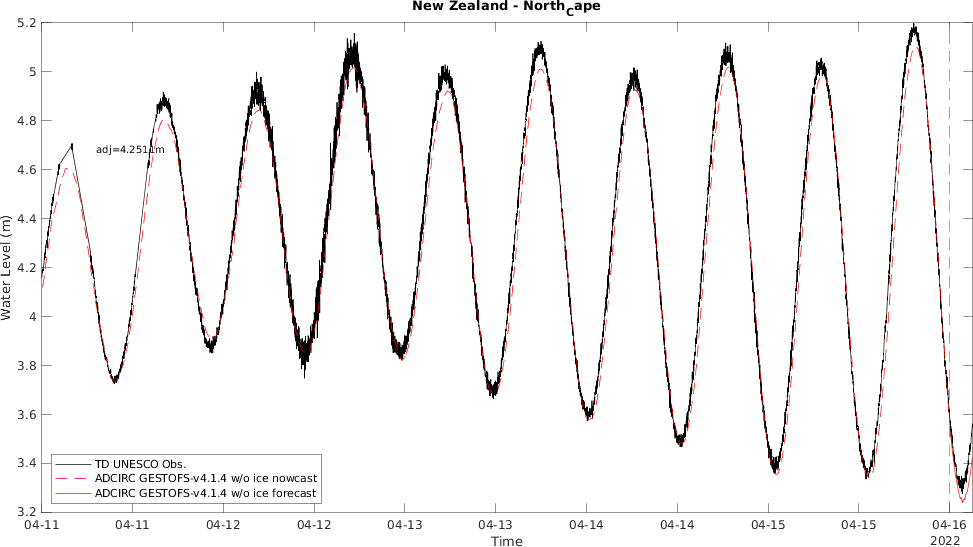 New Zealand - NorthCape
5.2
5
4.8
4.6
4.4
4.2
4
3.8
3.6
3.4
3.2
Water Level (m)
adj=4.2511m
TD UNESCO Obs.
ADCIRC GESTOFS-v4.1.4 w/o ice nowcast
ADCIRC GESTOFS-v4.1.4 w/o ice forecast
04-11 04-11 04-12 04-12 04-13 04-13 04-14 04-14 04-15 04-15 04-16
Time 2022